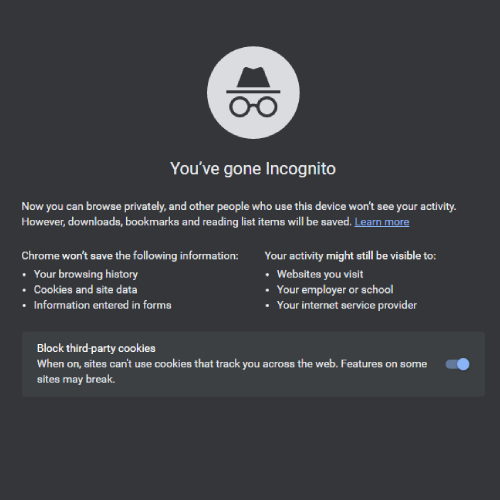 You've gone Incognito
Now you can browse privately, and other people who use this device won't see your activity.
However, downloads, bookmarks and reading list items will be saved. Learn more
Chrome won't save the following information:
• Your browsing history
• Cookies and site data
• Information entered in forms
Your activity might still be visible to:
• Websites you visit
• Your employer or school
• Your internet service provider
Block third-party cookies
When on, sites can't use cookies that track you across the web. Features on some
sites may break.